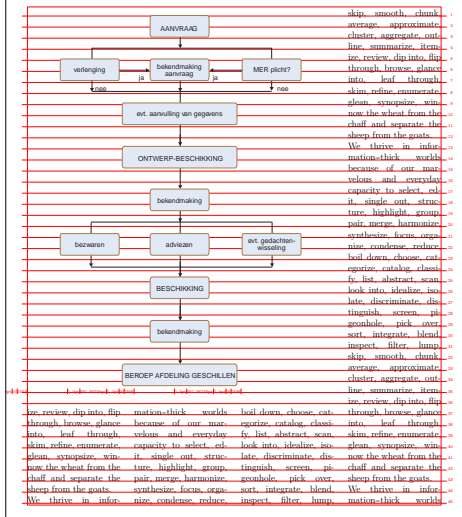 AANVRAAG
verlenging
bekendmaking
aanvraag
MER plicht?
ja
ja
nee
nee
evt. aanvulling van gegevens
ONTWERP-BESCHIKKING
bekendmaking
bezwaren
adviezen
evt. gedachten-
wisseling
BESCHIKKING
bekendmaking
BEROEP AFDELING GESCHILLEN
ize, review, dip into, flip
through, browse, glance
into, leaf through,
skim, refine, enumerate,
glean, synopsize, win-
now the wheat from the
chaff and separate the
sheep from the goats.
We thrive in infor-
mation=thick worlds
because of our mar-
velous and everyday
capacity to select, ed-
it, single out, struc-
ture, highlight, group,
pair, merge, harmonize,
synthesize, focus, orga-
nize, condense, reduce,
boil down, choose, cat-
egorize, catalog, classi-
fy, list, abstract, scan,
look into, idealize, iso-
late, discriminate, dis-
tinguish, screen, pi-
geonhole, pick over,
sort, integrate, blend,
inspect, filter, lump,
skip, smooth, chunk,
average, approximate,
cluster, aggregate, out-
line, summarize, item-
ize, review, dip into, flip
through, browse, glance
into, leaf through,
skim, refine, enumerate,
glean, synopsize, win-
now the wheat from the
chaff and separate the
sheep from the goats.
We thrive in infor-
mation=thick worlds
because of our mar-
velous and everyday
capacity to select, ed-
it, single out, struc-
ture, highlight, group,
pair, merge, harmonize,
synthesize, focus, orga-
nize, condense, reduce,
boil down, choose, cat-
egorize, catalog, classi-
fy, list, abstract, scan,
look into, idealize, iso-
late, discriminate, dis-
tinguish, screen, pi-
geonhole, pick over,
sort, integrate, blend,
inspect, filter, lump,
skip, smooth, chunk,
average, approximate,
cluster, aggregate, out-
line, summarize, item-
ize, review, dip into, flip
through, browse, glance
into, leaf through,
skim, refine, enumerate,
glean, synopsize, win-
now the wheat from the
chaff and separate the
sheep from the goats.
We thrive in infor-
mation=thick worlds